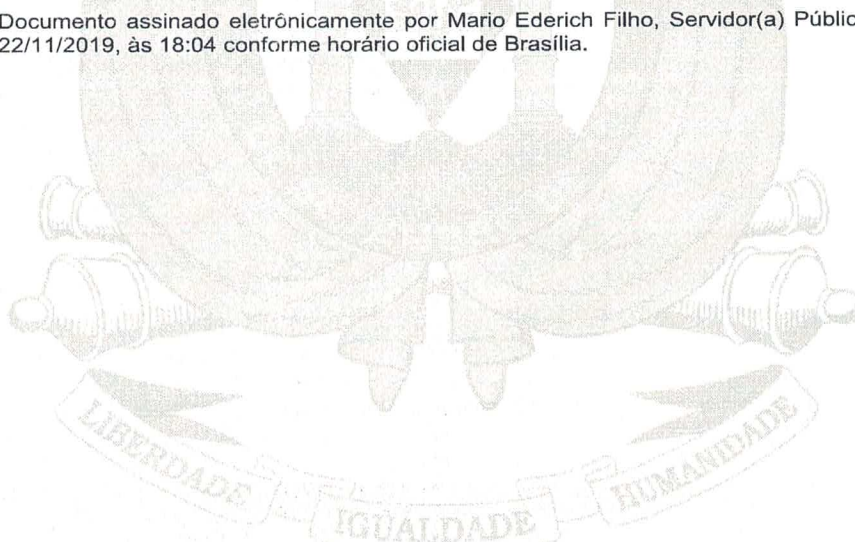 Documento assinado eletrônicamente por Mario Ederich Filho, Servidor(a) Públic
22/11/2019, às 18:04 conforme horário oficial de Brasília.
LIBERDADE
IGUALDADE
HUMANIDADE